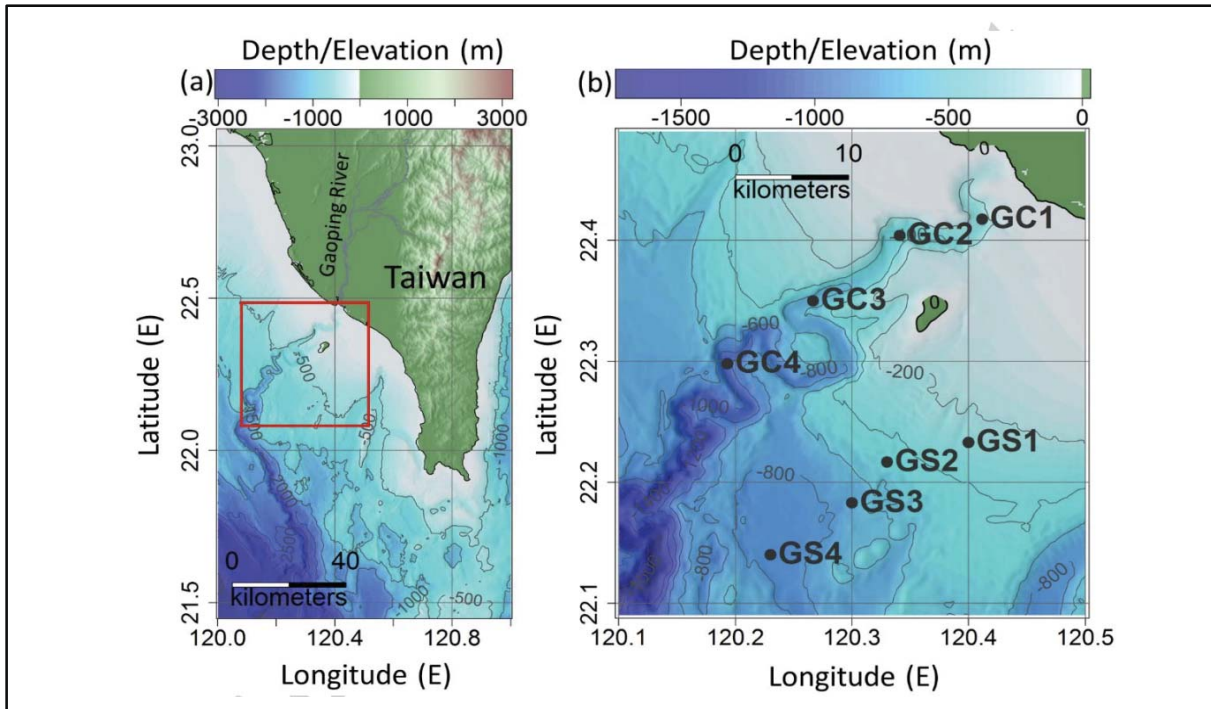 Depth/Elevation (m)
(a)
-3000 -1000 1000 3000
23.0
22.5
22.0
21.5
Latitude (E)
Gaoping River
Taiwan
-500
-500
-1000
2000
2500
1000
-500
0 40
kilometers
120.0 120.4 120.8
Longitude (E)
Depth/Elevation (m)
(b)
-1500 -1000 -500 0
22.4
22.3
22.2
22.1
Latitude (E)
0 10
kilometers
0
GC1
GC2
GC3
0
-600
GC4
-800
-200
1000
GS1
GS2
-800
GS3
GS4
-800
-800
120.1 120.2 120.3 120.4 120.5
Longitude (E)